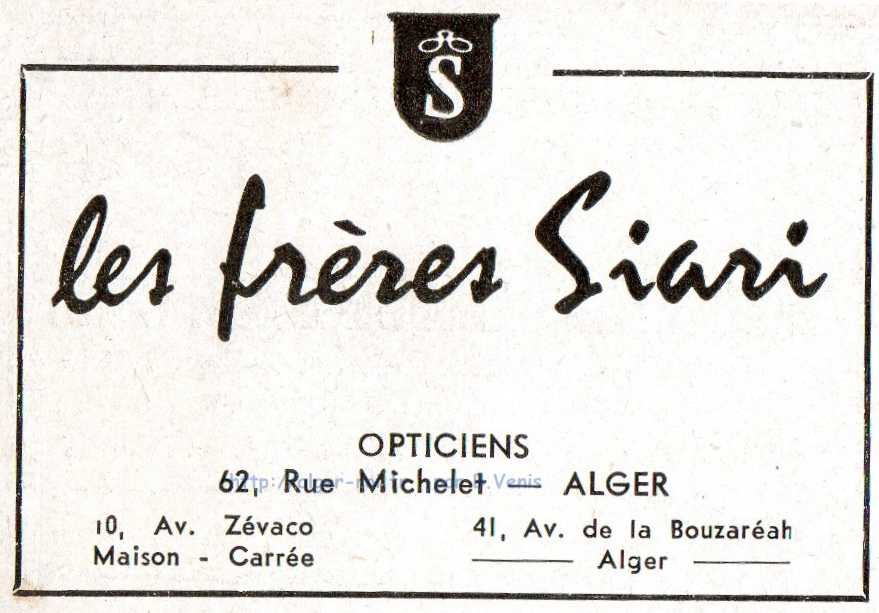 S
les frères Siari
OPTICIENS
62, Rue Michelet — ALGER
10, Av. Zévaco
Maison - Carrée
41, Av. de la Bouzaréah
Alger